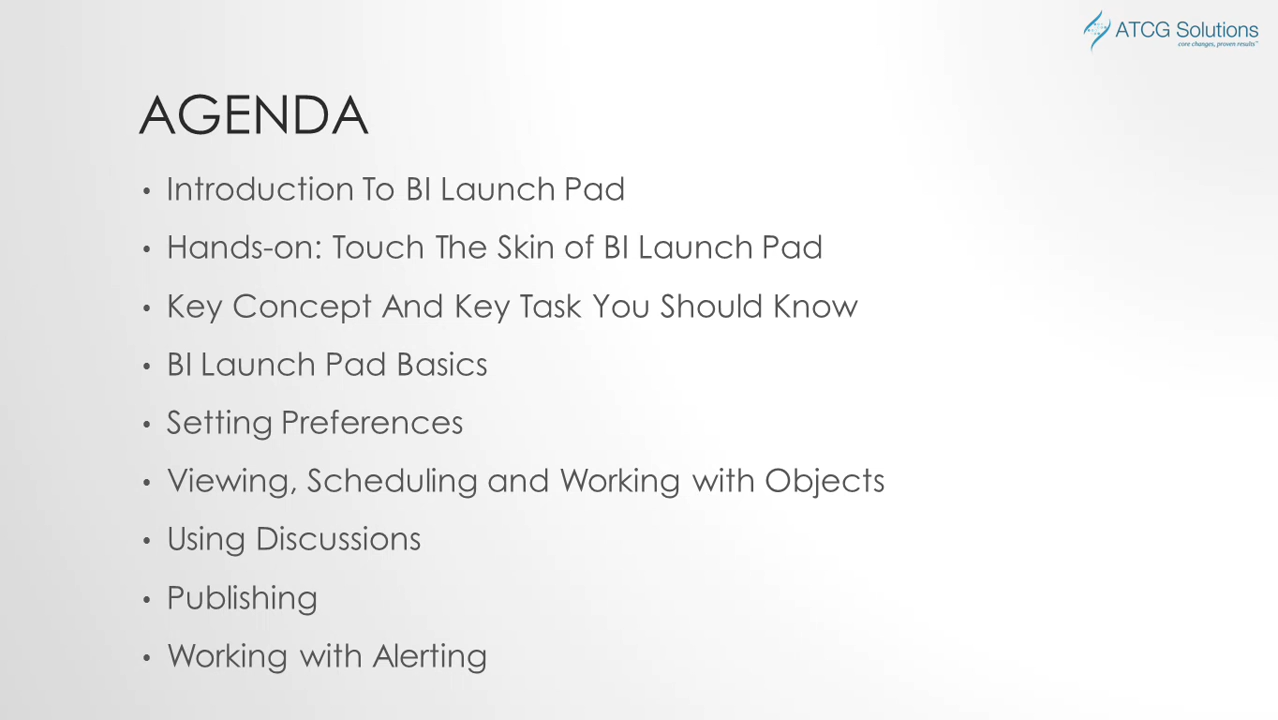 ATCG Solutions
core changes, proven results™
AGENDA
• Introduction To BI Launch Pad
• Hands-on: Touch The Skin of BI Launch Pad
• Key Concept And Key Task You Should Know
• BI Launch Pad Basics
• Setting Preferences
• Viewing, Scheduling and Working with Objects
• Using Discussions
• Publishing
• Working with Alerting